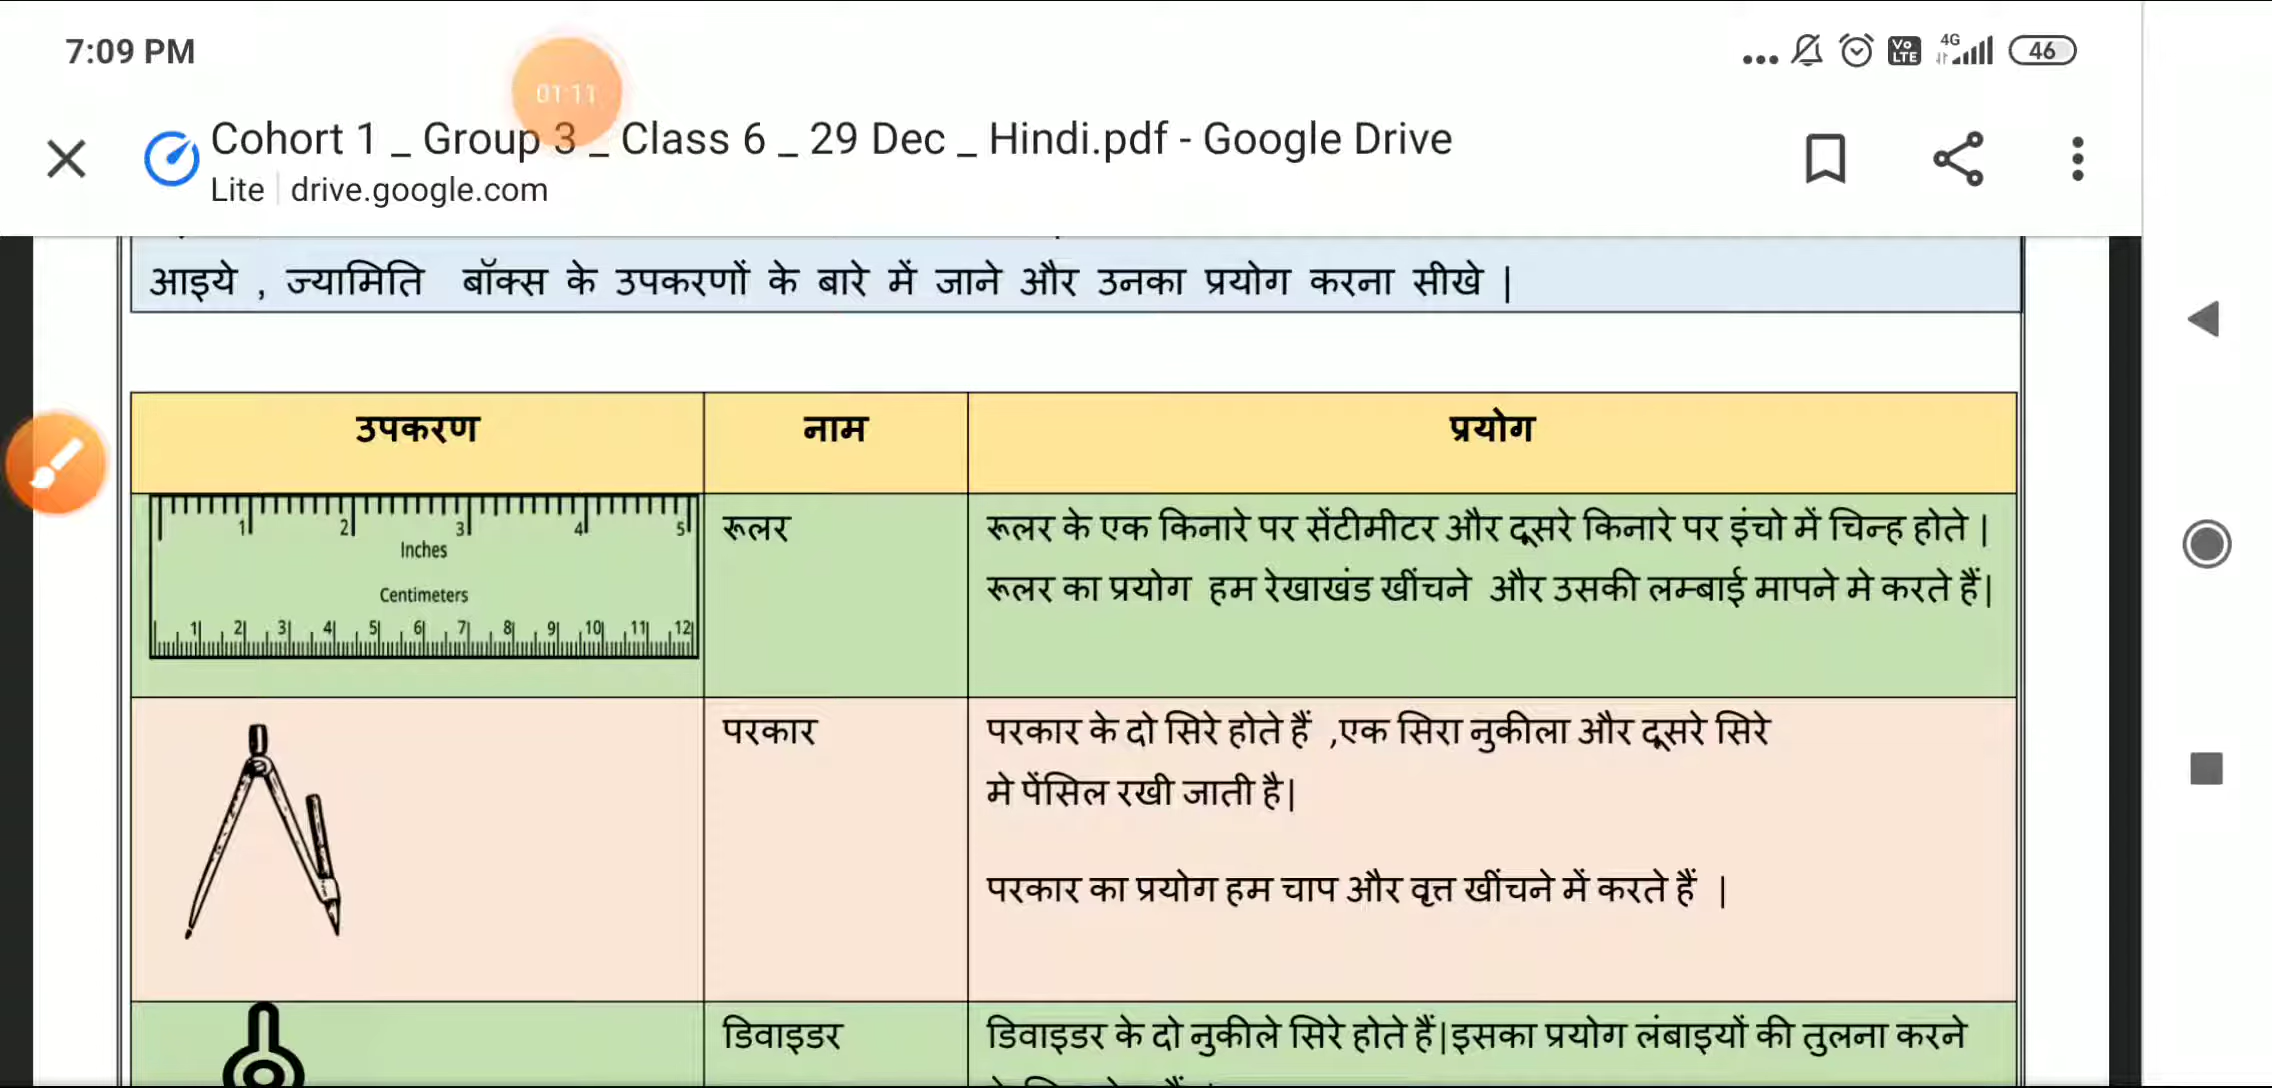 7:09 PM
01:11
Vo LTE
4G
46
Cohort 1 _ Group 3 _ Class 6 _ 29 Dec _ Hindi.pdf - Google Drive
Lite drive.google.com
आइये , ज्यामिति बॉक्स के उपकरणों के बारे में जाने और उनका प्रयोग करना सीखे |
उपकरण नाम प्रयोग
1 2 3 4 5
Inches
Centimeters
1 2 3 4 5 6 7 8 9 10 11 12
रूलर
रूलर के एक किनारे पर सेंटीमीटर और दूसरे किनारे पर इंचो में चिन्ह होते |
रूलर का प्रयोग हम रेखाखंड खींचने और उसकी लम्बाई मापने मे करते हैं|
परकार
परकार के दो सिरे होते हैं ,एक सिरा नुकीला और दूसरे सिरे
मे पेंसिल रखी जाती है|
परकार का प्रयोग हम चाप और वृत्त खींचने में करते हैं |
डिवाइडर
डिवाइडर के दो नुकीले सिरे होते हैं|इसका प्रयोग लंबाइयों की तुलना करने